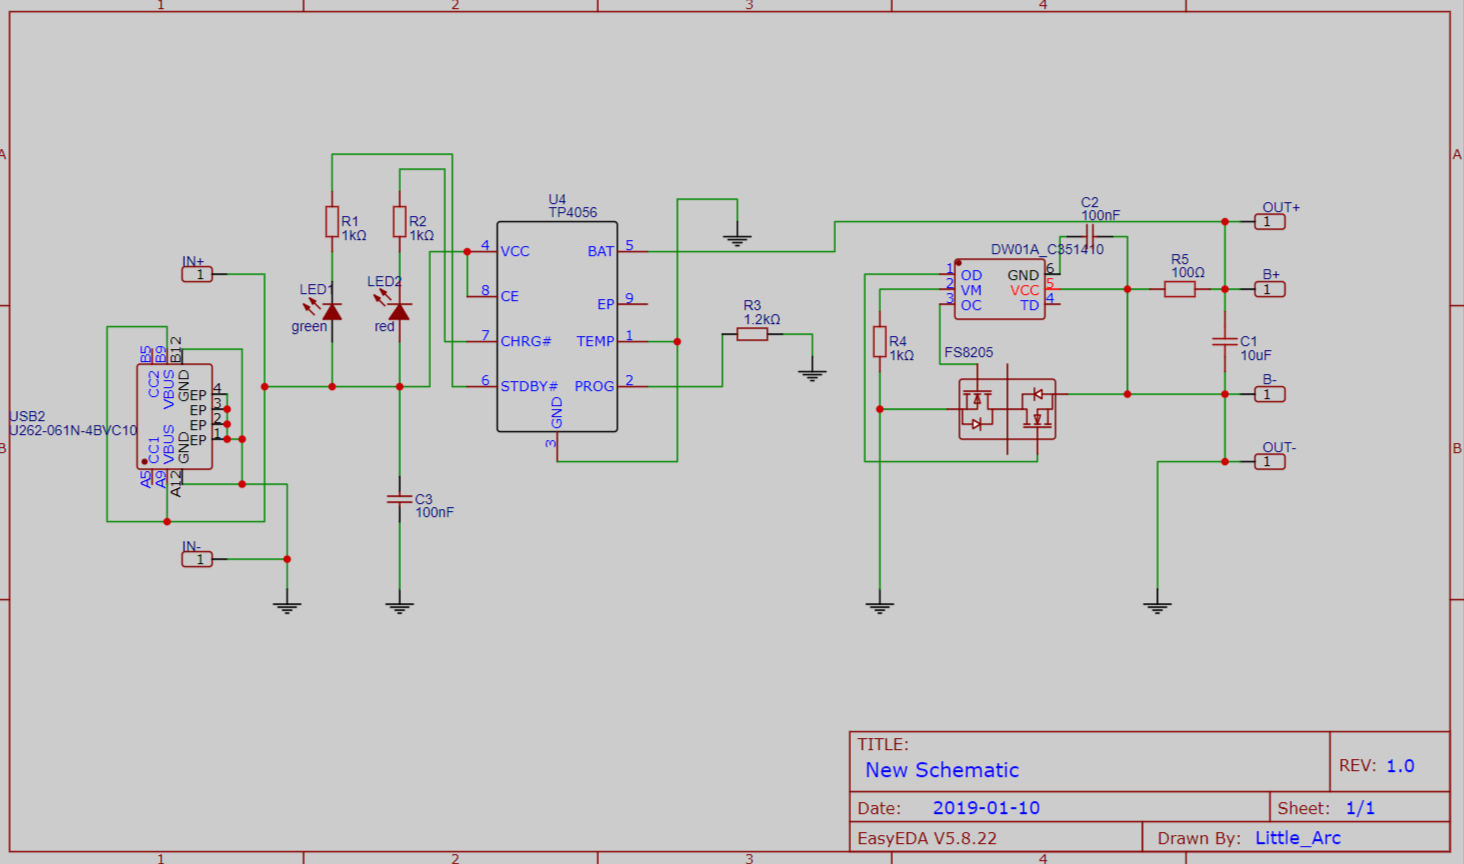 1
2
3
4
A
A
U4
TP4056
C2
100nF
OUT+
1
R1
1kΩ
R2
1kΩ
4
VCC
BAT
5
DW01A_C351410
IN+
1
1
OD
GND
6
R5
100Ω
B+
1
LED1
green
LED2
red
8
CE
EP
9
2
VM
VCC
5
3
OC
TD
4
R3
1.2kΩ
7
CHRG#
TEMP
1
R4
1kΩ
FS8205
C1
10uF
6
STDBY#
PROG
2
GND
3
B-
1
B5
B9
B12
CC2
VBUS
GND
EP
4
EP
3
EP
2
EP
1
USB2
U262-061N-4BVC10
CC1
VBUS
GND
A5
A9
A12
B
B
OUT-
1
C3
100nF
IN-
1
TITLE:
New Schematic
REV: 1.0
Date: 2019-01-10
Sheet: 1/1
EasyEDA V5.8.22
Drawn By: Little_Arc
1
2
3
4